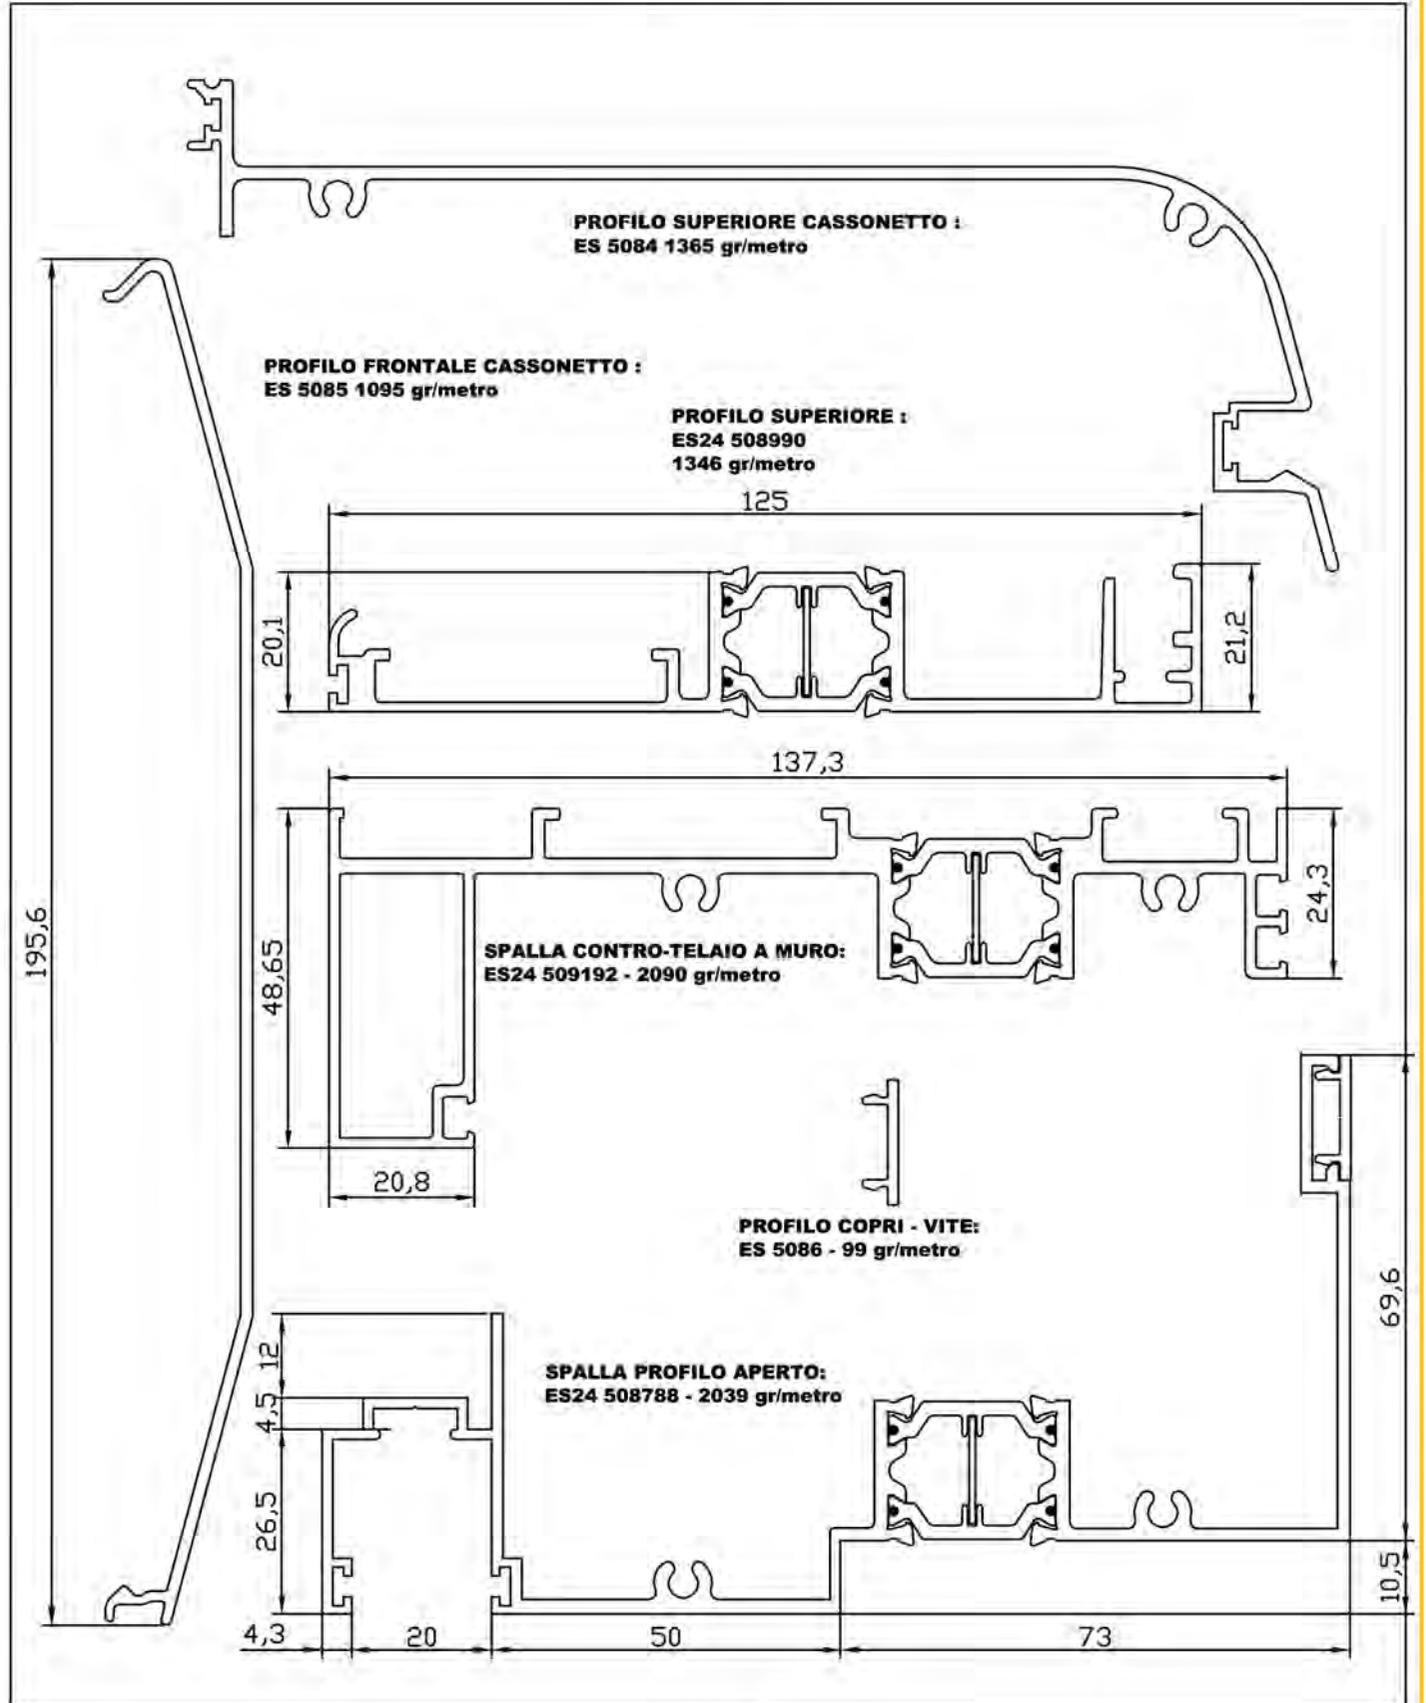 PROFILO SUPERIORE CASSONETTO :
ES 5084 1365 gr/metro
PROFILO FRONTALE CASSONETTO :
ES 5085 1095 gr/metro
PROFILO SUPERIORE :
ES24 508990
1346 gr/metro
125
20,1
21,2
137,3
195,6
48,65
24,3
SPALLA CONTRO-TELAIO A MURO:
ES24 509192 - 2090 gr/metro
20,8
PROFILO COPRI - VITE:
ES 5086 - 99 gr/metro
69,6
12
SPALLA PROFILO APERTO:
ES24 508788 - 2039 gr/metro
4,5
26,5
10,5
4,3
20
50
73